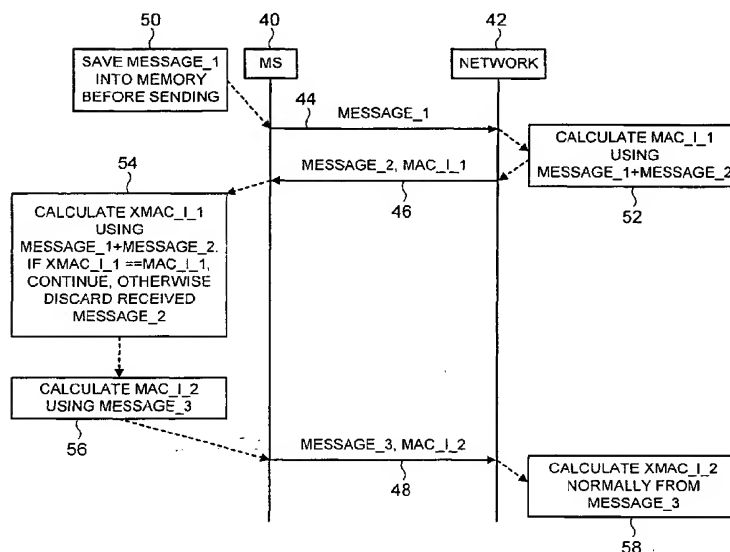 50
40
42
SAVE MESSAGE_1
INTO MEMORY
BEFORE SENDING
MS
NETWORK
44
MESSAGE_1
CALCULATE MAC_I_1
USING
MESSAGE_1+MESSAGE_2
52
MESSAGE_2, MAC_I_1
46
54
CALCULATE XMAC_I_1
USING
MESSAGE_1+MESSAGE_2.
IF XMAC_I_1 ==MAC_I_1,
CONTINUE, OTHERWISE
DISCARD RECEIVED
MESSAGE_2
CALCULATE MAC_I_2
USING MESSAGE_3
56
MESSAGE_3, MAC_I_2
48
CALCULATE XMAC_I_2
NORMALLY FROM
MESSAGE_3
58